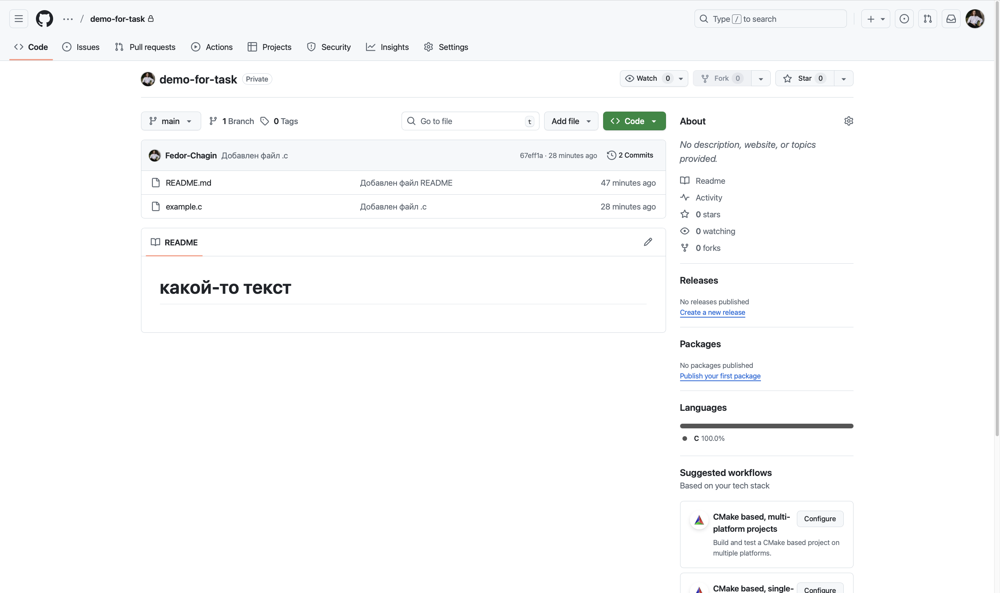 ··· / demo-for-task
Type / to search
Code Issues Pull requests Actions Projects Security Insights Settings
demo-for-task Private
Watch 0 Fork 0 Star 0
main 1 Branch 0 Tags
Go to file t
Add file Code
Fedor-Chagin Добавлен файл .c 67eff1a · 28 minutes ago 2 Commits
README.md Добавлен файл README 47 minutes ago
example.c Добавлен файл .c 28 minutes ago
README
какой-то текст
About
No description, website, or topics
provided.
Readme
Activity
0 stars
0 watching
0 forks
Releases
No releases published
Create a new release
Packages
No packages published
Publish your first package
Languages
C 100.0%
Suggested workflows
Based on your tech stack
CMake based, multi-
platform projects
Configure
Build and test a CMake based project on
multiple platforms.
CMake based, single-
Configure